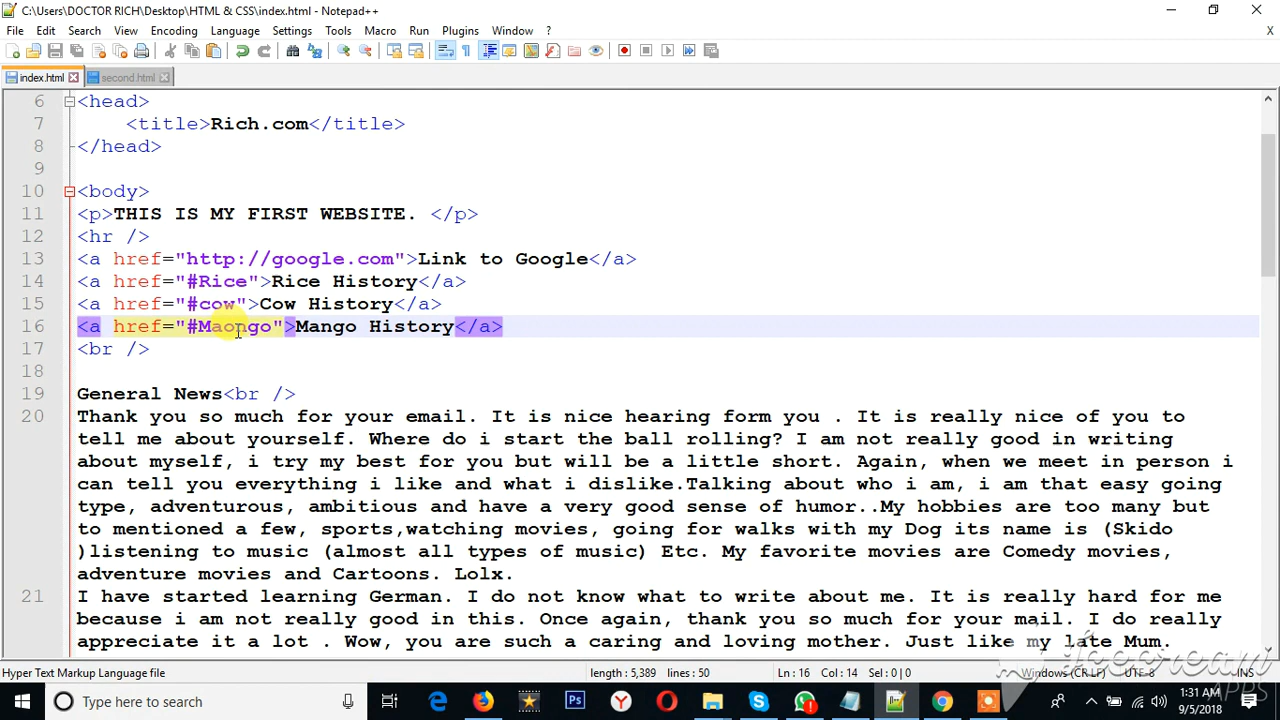 C:\Users\DOCTOR RICH\Desktop\HTML & CSS\index.html - Notepad++
File Edit Search View Encoding Language Settings Tools Macro Run Plugins Window ? X
index.html second.html
6 <head>
7 <title>Rich.com</title>
8 </head>
9
10 <body>
11 <p>THIS IS MY FIRST WEBSITE. </p>
12 <hr />
13 <a href="http://google.com">Link to Google</a>
14 <a href="#Rice">Rice History</a>
15 <a href="#cow">Cow History</a>
16 <a href="#Maongo">Mango History</a>
17 <br />
18
19 General News<br />
20 Thank you so much for your email. It is nice hearing form you . It is really nice of you to
tell me about yourself. Where do i start the ball rolling? I am not really good in writing
about myself, i try my best for you but will be a little short. Again, when we meet in person i
can tell you everything i like and what i dislike.Talking about who i am, i am that easy going
type, adventurous, ambitious and have a very good sense of humor..My hobbies are too many but
to mentioned a few, sports,watching movies, going for walks with my Dog its name is (Skido
)listening to music (almost all types of music) Etc. My favorite movies are Comedy movies,
adventure movies and Cartoons. Lolx.
21 I have started learning German. I do not know what to write about me. It is really hard for me
because i am not really good in this. Once again, thank you so much for your mail. I do really
appreciate it a lot . Wow, you are such a caring and loving mother. Just like my late Mum.
Hyper Text Markup Language file length : 5,389 lines : 50 Ln : 16 Col : 14 Sel : 0 | 0 Windows (CR LF) UTF-8 INS
Icecream
APPS
Type here to search
1:31 AM
9/5/2018